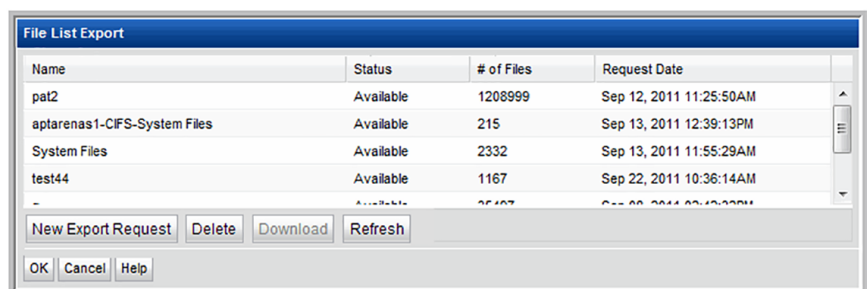 File List Export
Name Status # of Files Request Date
pat2 Available 1208999 Sep 12, 2011 11:25:50AM
aptarenas1-CIFS-System Files Available 215 Sep 13, 2011 12:39:13PM
System Files Available 2332 Sep 13, 2011 11:55:29AM
test44 Available 1167 Sep 22, 2011 10:36:14AM
New Export Request Delete Download Refresh
OK Cancel Help